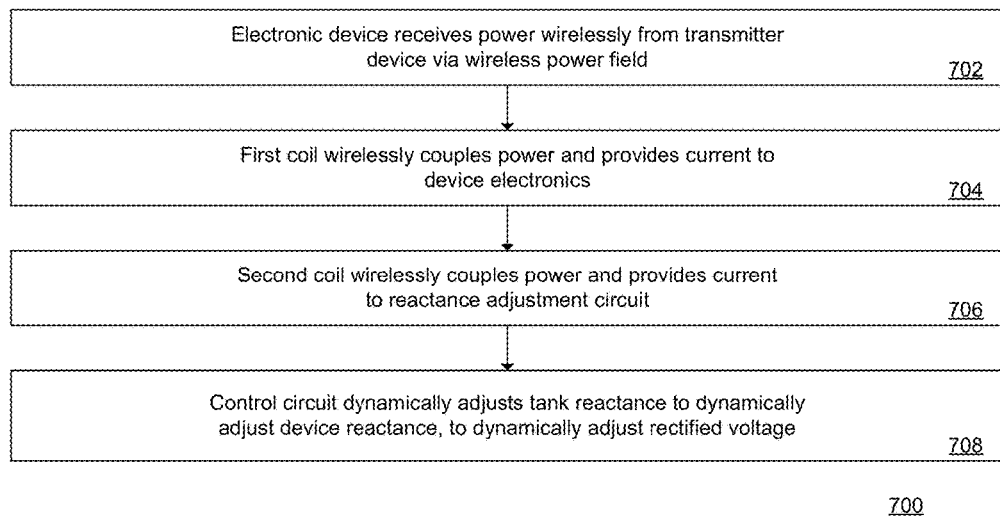 Electronic device receives power wirelessly from transmitter
device via wireless power field
702
First coil wirelessly couples power and provides current to
device electronics
704
Second coil wirelessly couples power and provides current
to reactance adjustment circuit
706
Control circuit dynamically adjusts tank reactance to dynamically
adjust device reactance, to dynamically adjust rectified voltage
708
700